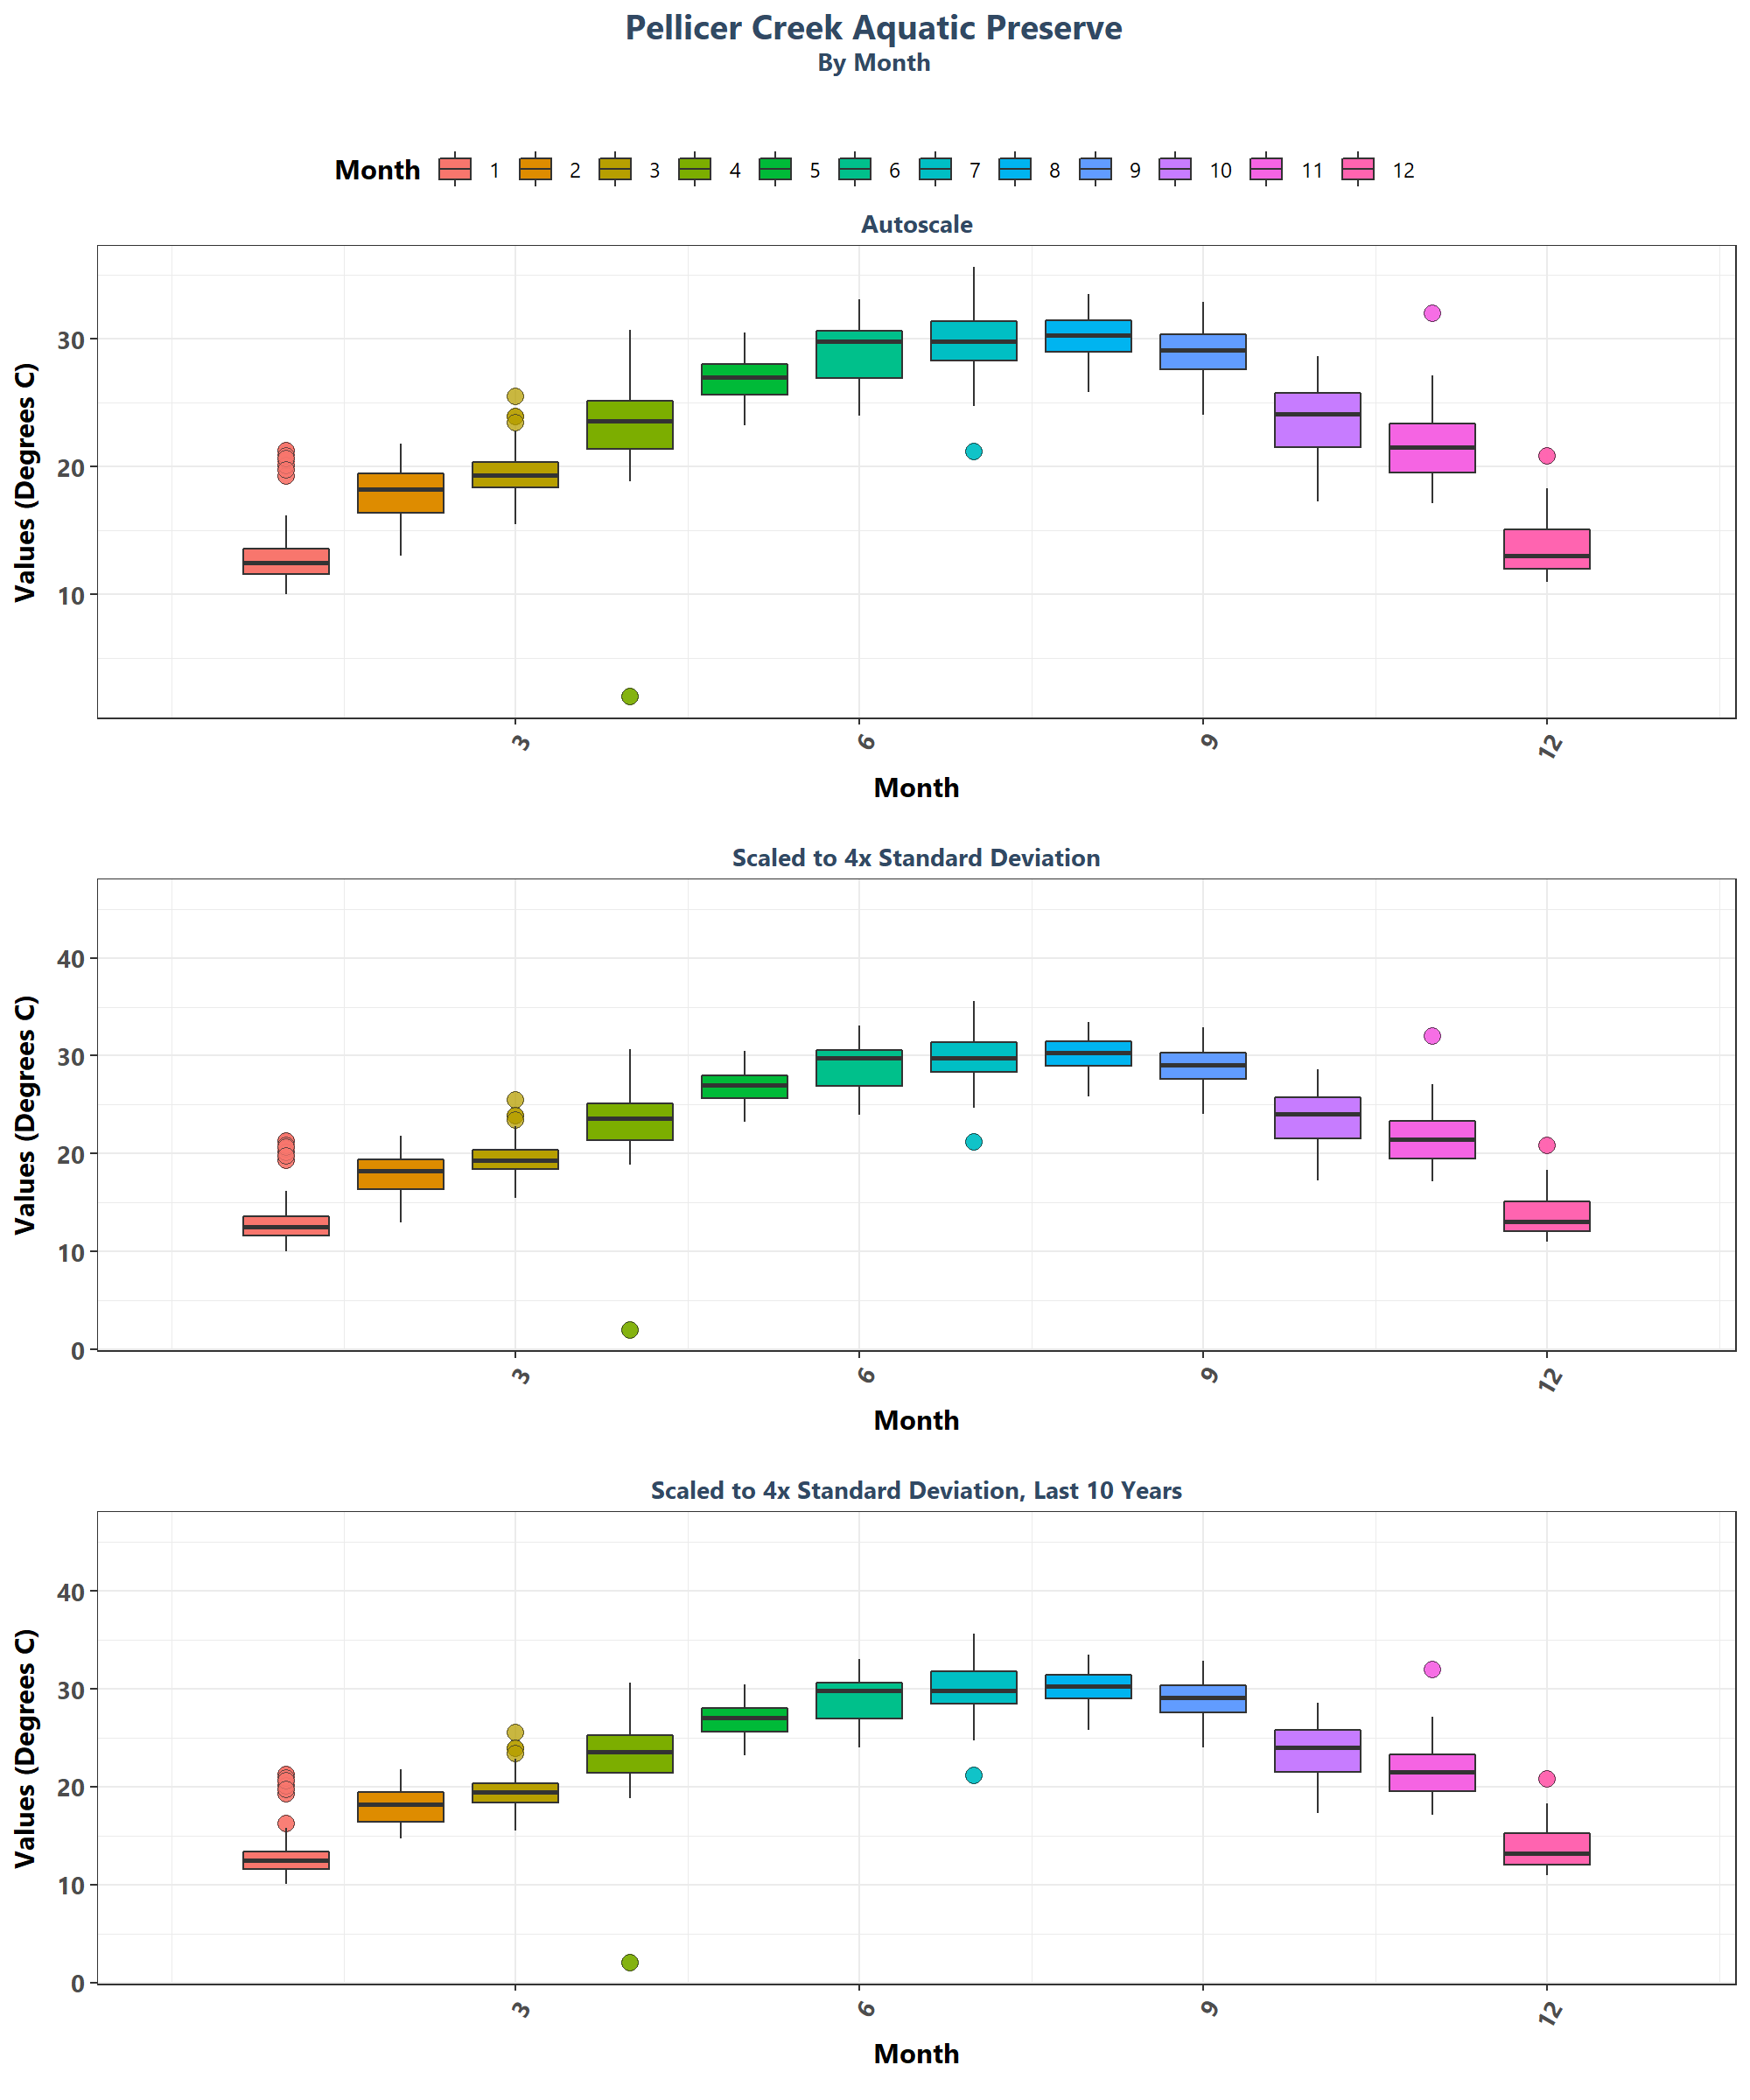 Pellicer Creek Aquatic Preserve
By Month
Month 1 2 3 4 5 6 7 8 9 10 11 12
Autoscale
Values (Degrees C)
30
20
10
3 6 9 12
Month
Scaled to 4x Standard Deviation
Values (Degrees C)
40
30
20
10
0
3 6 9 12
Month
Scaled to 4x Standard Deviation, Last 10 Years
Values (Degrees C)
40
30
20
10
0
3 6 9 12
Month